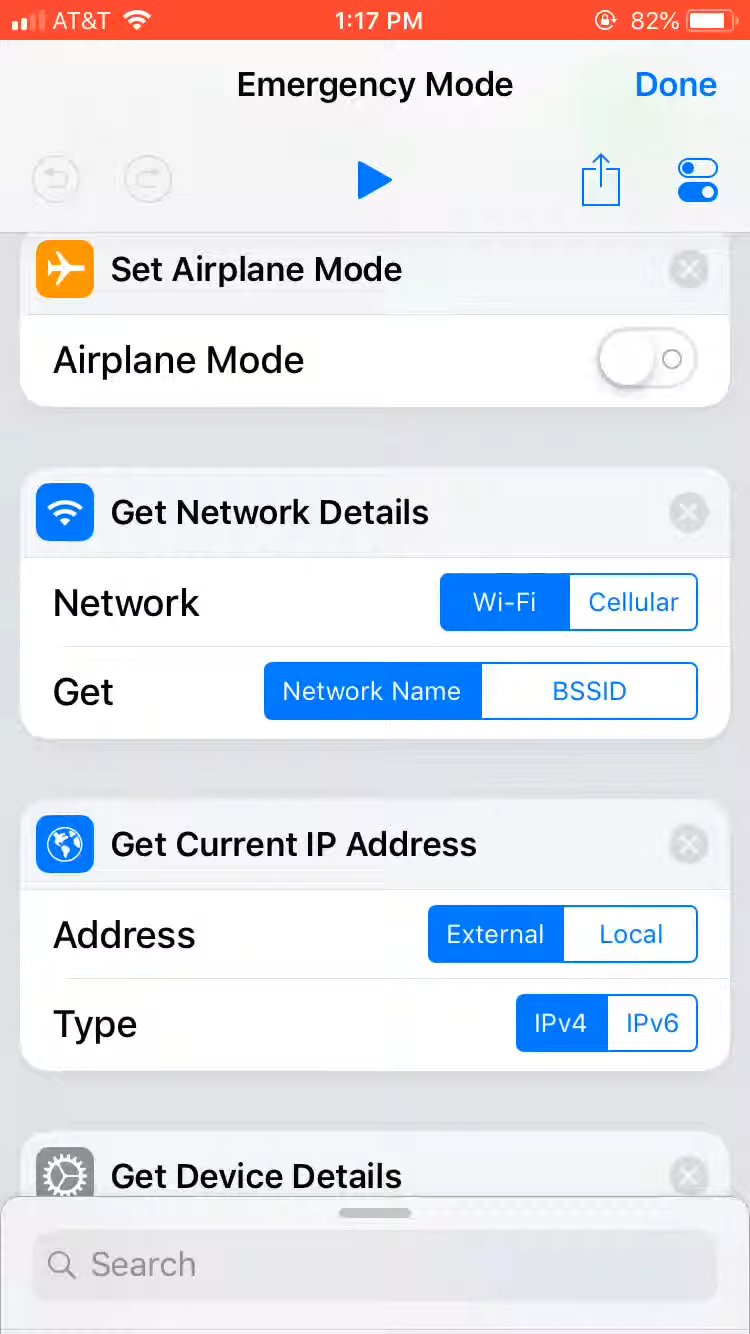 AT&T 1:17 PM 82%
Emergency Mode Done
Set Airplane Mode
Airplane Mode
Get Network Details
Network Wi-Fi Cellular
Get Network Name BSSID
Get Current IP Address
Address External Local
Type IPv4 IPv6
Get Device Details
Search